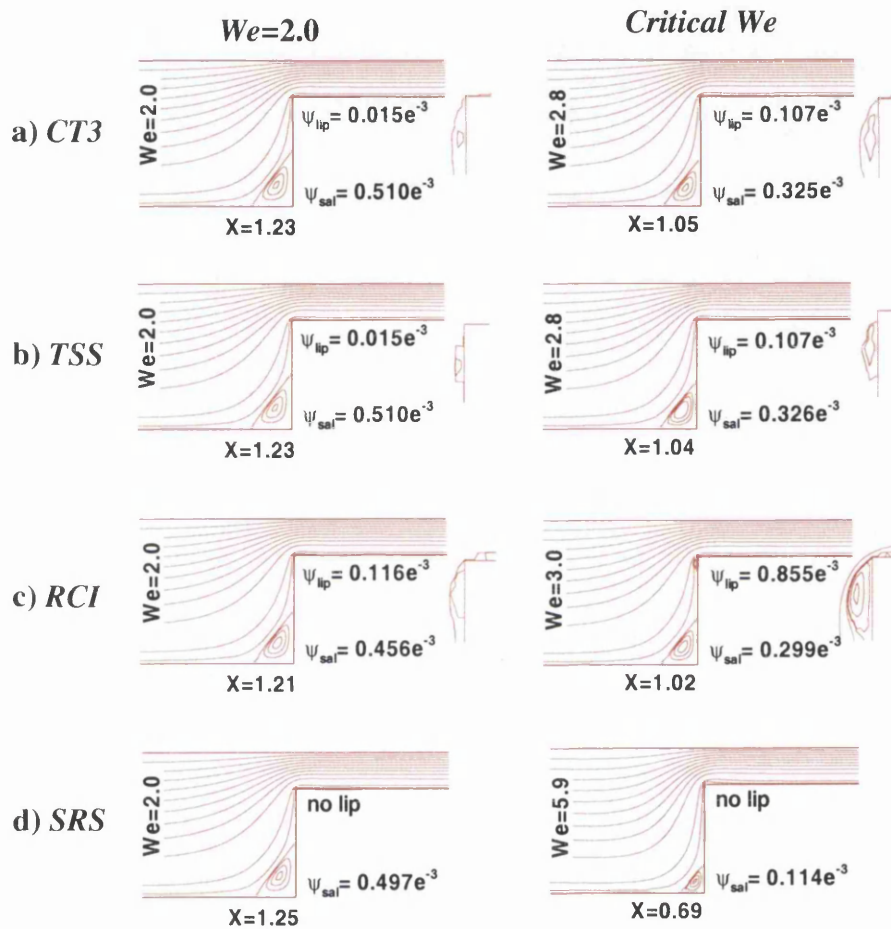 We=2.0 Critical We
a) CT3
We=2.0
ψlip= 0.015e⁻³
ψsal= 0.510e⁻³
X=1.23
We=2.8
ψlip= 0.107e⁻³
ψsal= 0.325e⁻³
X=1.05
b) TSS
We=2.0
ψlip= 0.015e⁻³
ψsal= 0.510e⁻³
X=1.23
We=2.8
ψlip= 0.107e⁻³
ψsal= 0.326e⁻³
X=1.04
c) RCI
We=2.0
ψlip= 0.116e⁻³
ψsal= 0.456e⁻³
X=1.21
We=3.0
ψlip= 0.855e⁻³
ψsal= 0.299e⁻³
X=1.02
d) SRS
We=2.0
no lip
ψsal= 0.497e⁻³
X=1.25
We=5.9
no lip
ψsal= 0.114e⁻³
X=0.69